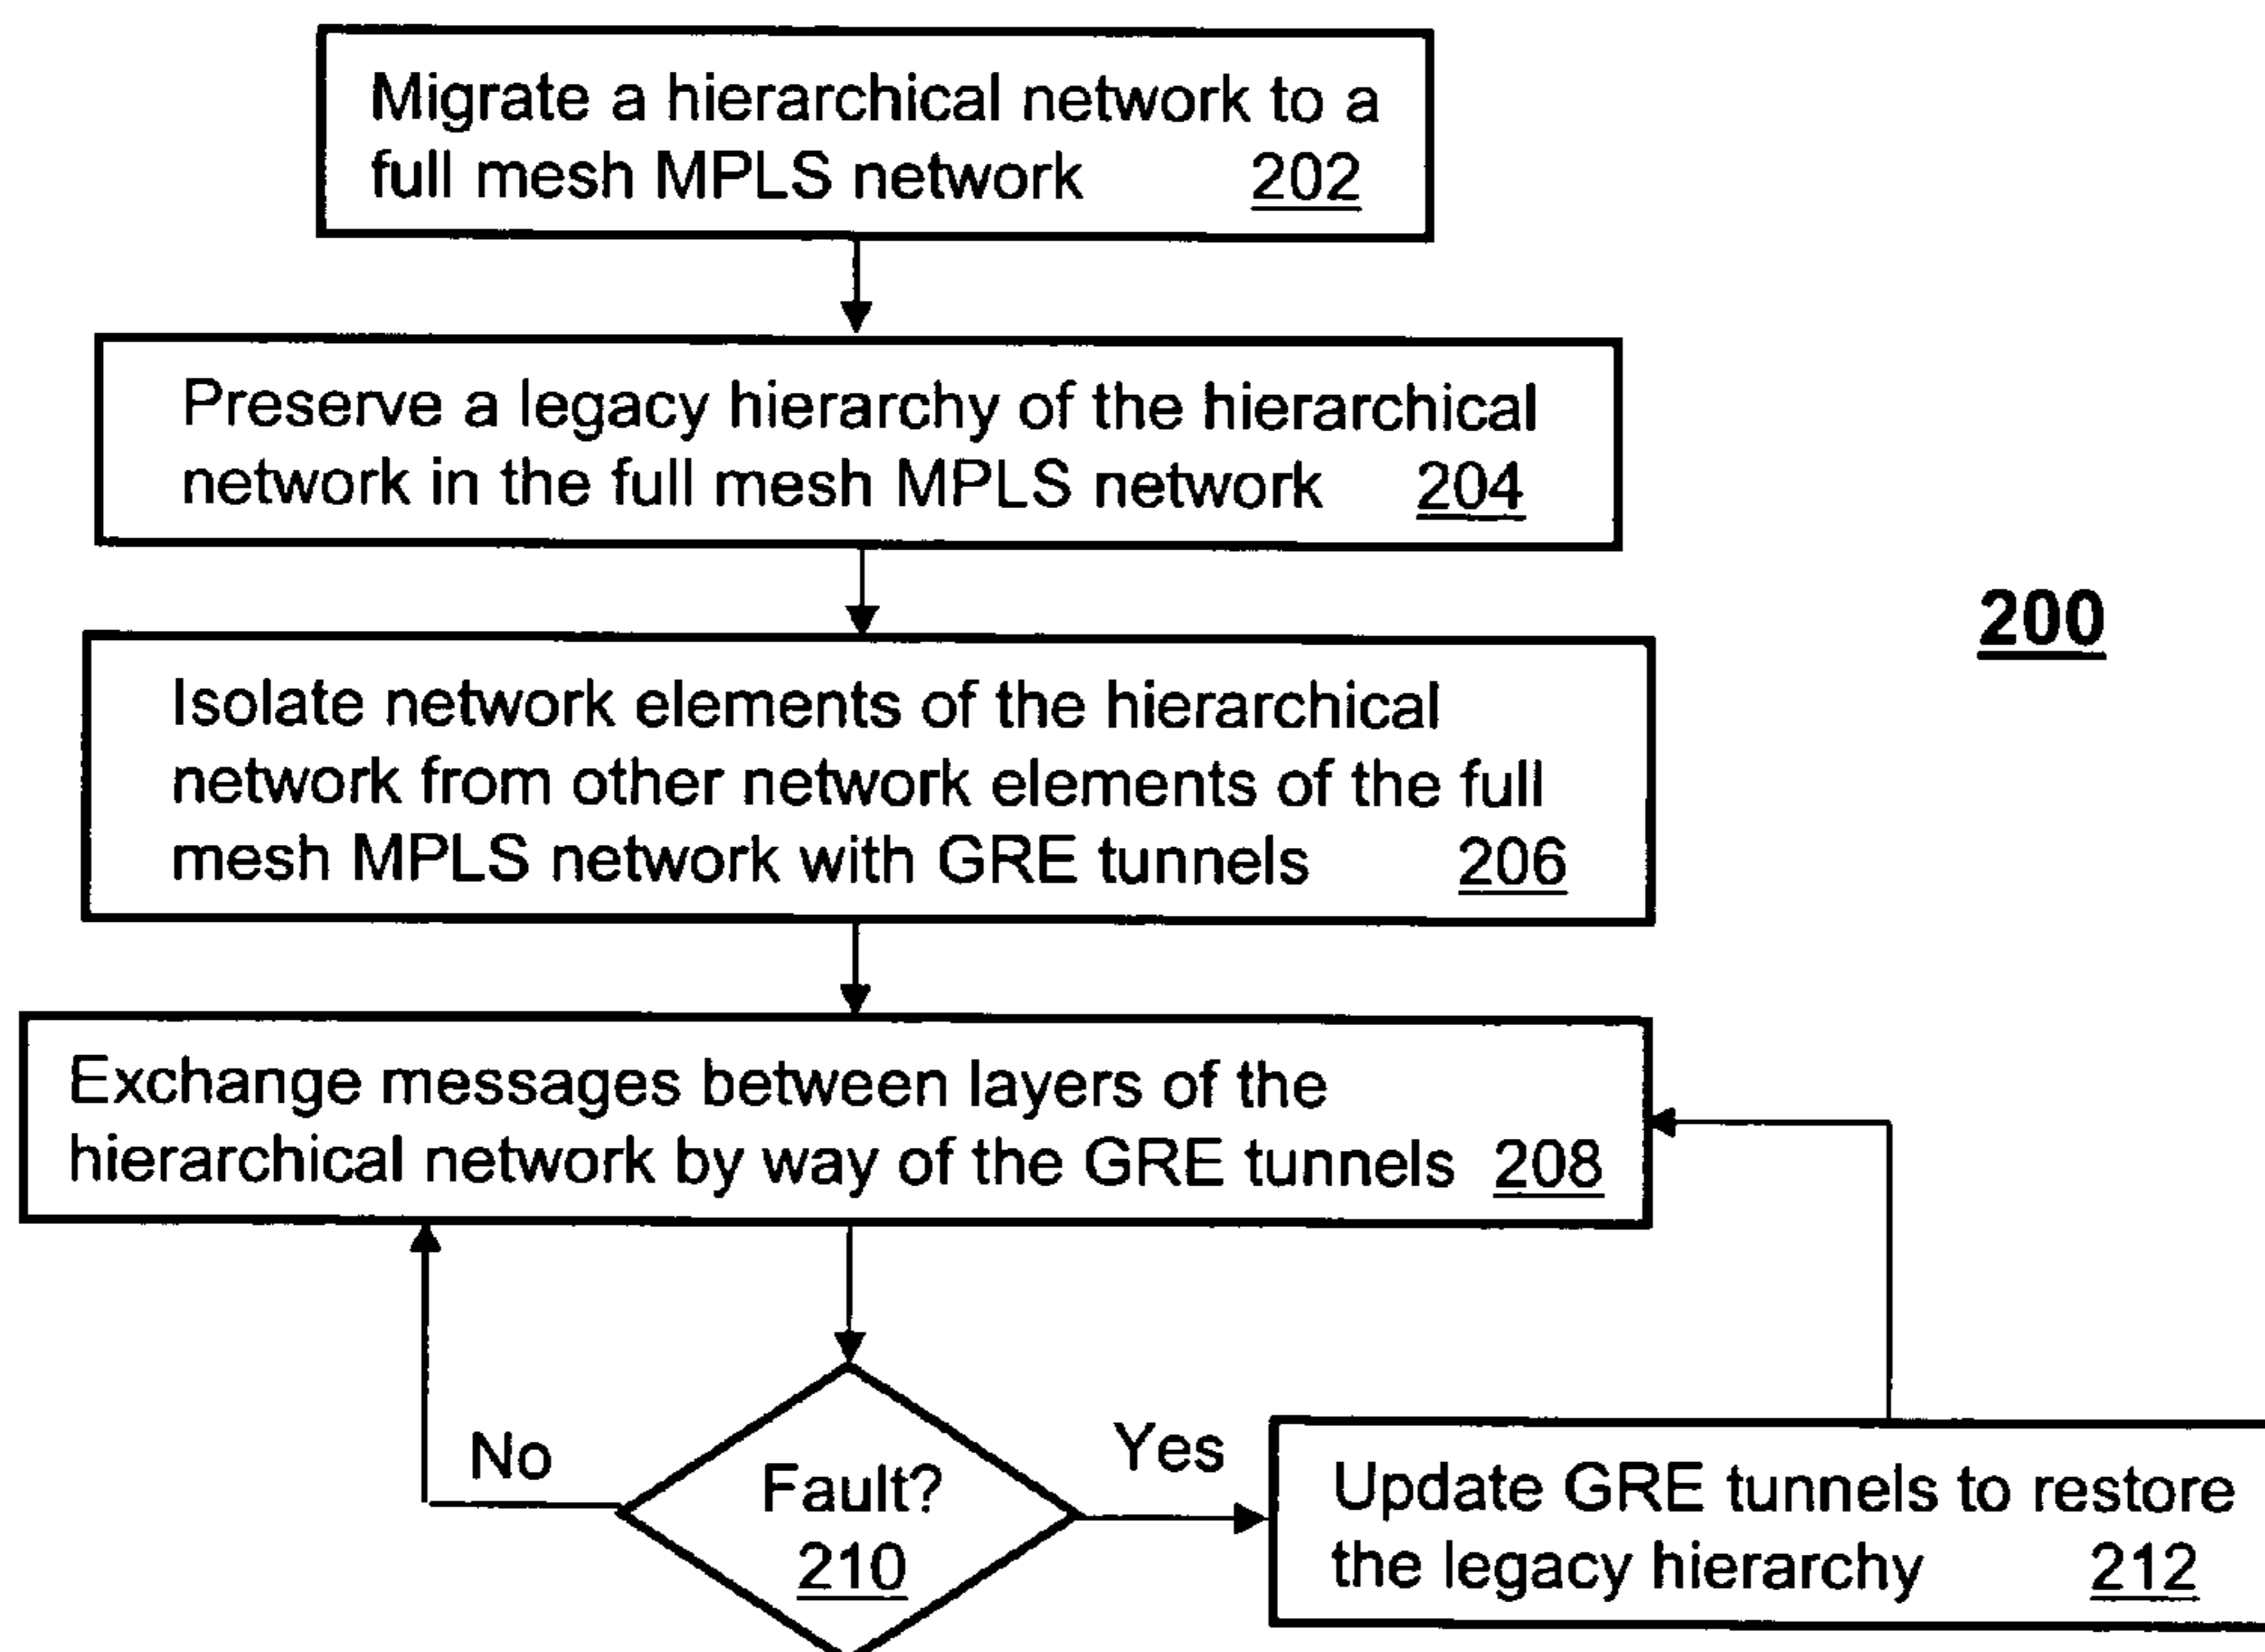 Migrate a hierarchical network to a
full mesh MPLS network 202
Preserve a legacy hierarchy of the hierarchical
network in the full mesh MPLS network 204
200
Isolate network elements of the hierarchical
network from other network elements of the full
mesh MPLS network with GRE tunnels 206
Exchange messages between layers of the
hierarchical network by way of the GRE tunnels 208
No
Fault?
210
Yes
Update GRE tunnels to restore
the legacy hierarchy 212